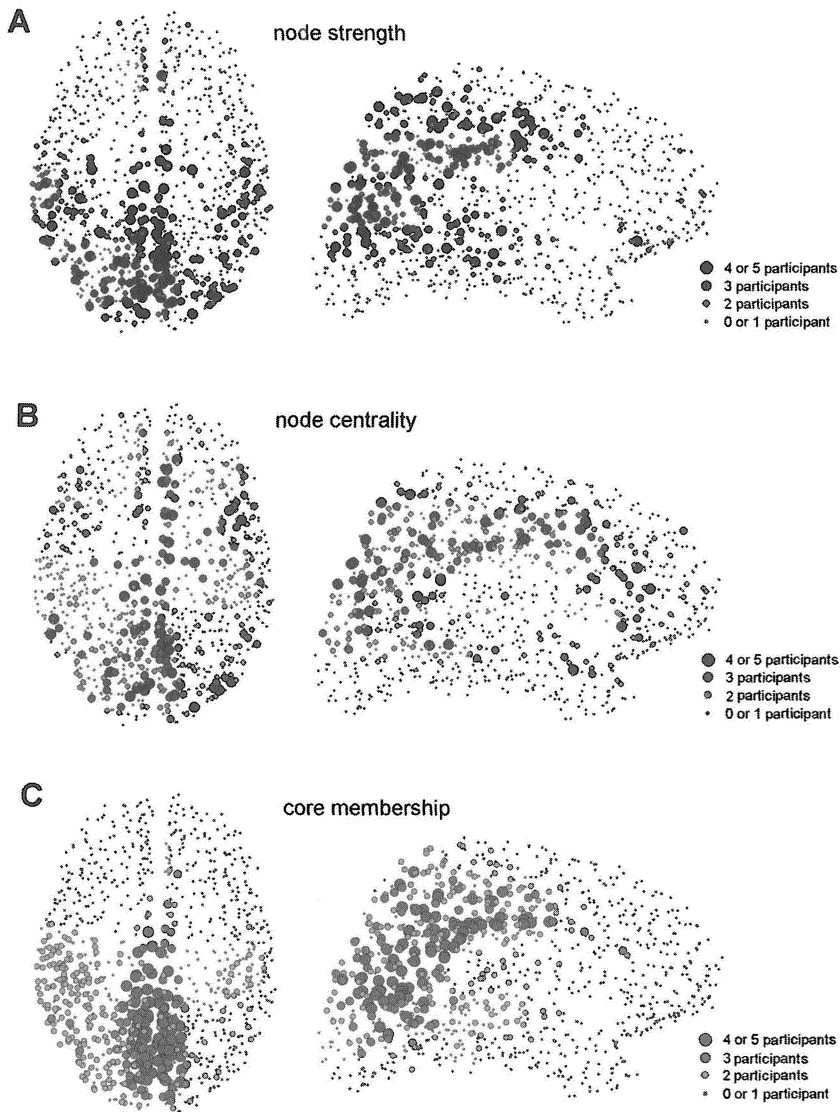 A
node strength
4 or 5 participants
3 participants
2 participants
0 or 1 participant
B
node centrality
4 or 5 participants
3 participants
2 participants
0 or 1 participant
C
core membership
4 or 5 participants
3 participants
2 participants
0 or 1 participant